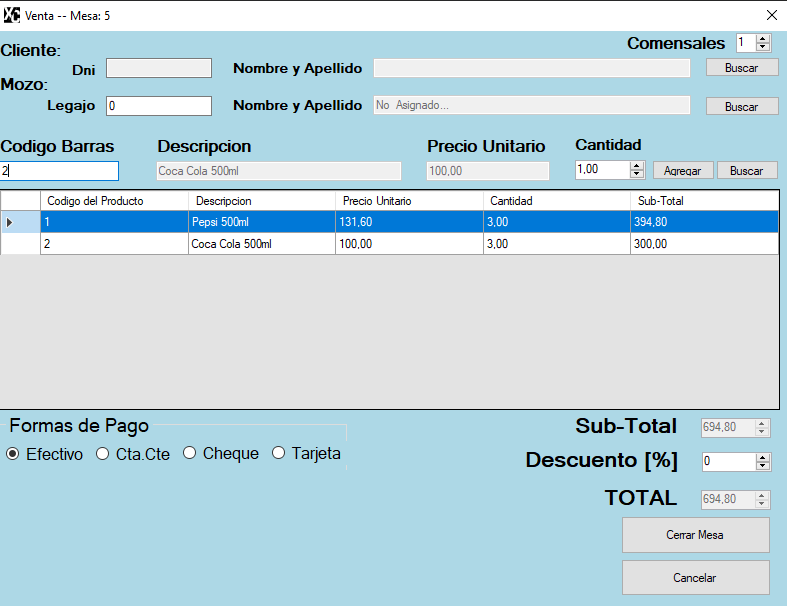 XC Venta -- Mesa: 5
Comensales 1
Cliente:
Dni Nombre y Apellido Buscar
Mozo:
Legajo 0 Nombre y Apellido No Asignado... Buscar
Codigo Barras Descripcion Precio Unitario Cantidad
2 Coca Cola 500ml 100,00 1,00 Agregar Buscar
Codigo del Producto Descripcion Precio Unitario Cantidad Sub-Total
1 Pepsi 500ml 131,60 3,00 394,80
2 Coca Cola 500ml 100,00 3,00 300,00
Formas de Pago Sub-Total 694,80
Efectivo Cta.Cte Cheque Tarjeta
Descuento [%] 0
TOTAL 694,80
Cerrar Mesa
Cancelar